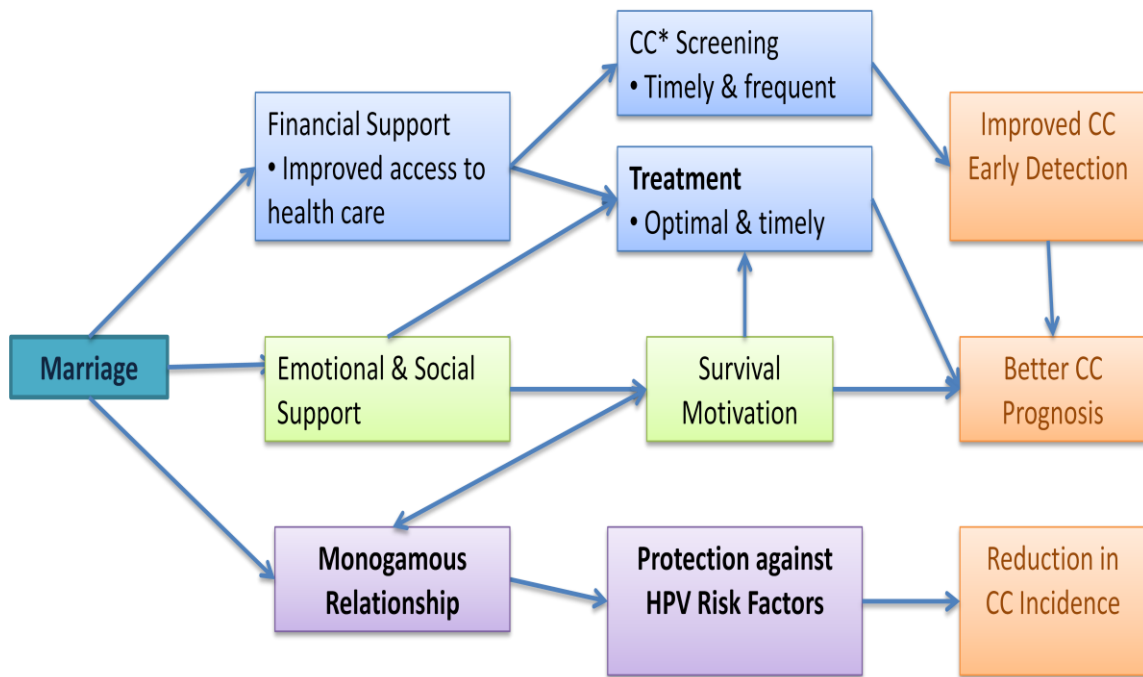 CC* Screening
• Timely & frequent
Financial Support
• Improved access to
health care
Improved CC
Early Detection
Treatment
• Optimal & timely
Marriage
Emotional & Social
Support
Survival
Motivation
Better CC
Prognosis
Monogamous
Relationship
Protection against
HPV Risk Factors
Reduction in
CC Incidence